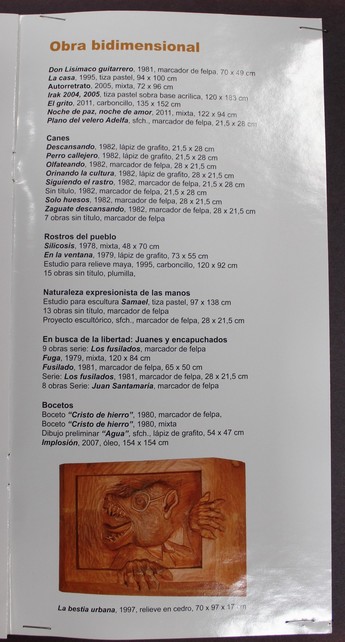 Obra bidimensional
Don Lisímaco guitarrero, 1981, marcador de felpa, 70 x 49 cm
La casa, 1995, tiza pastel, 94 x 100 cm
Autorretrato, 2005, mixta, 72 x 96 cm
Irak 2004, 2005, tiza pastel sobre base acrílica, 120 x 183 cm
El grito, 2011, carboncillo, 135 x 152 cm
Noche de paz, noche de amor, 2011, mixta, 122 x 94 cm
Plano del velero Adelfa, sfch., marcador de felpa, 21,5 x 28 cm
Canes
Descansando, 1982, lápiz de grafito, 21,5 x 28 cm
Perro callejero, 1982, lápiz de grafito, 21,5 x 28 cm
Olfateando, 1982, marcador de felpa, 28 x 21,5 cm
Orinando la cultura, 1982, lápiz de grafito, 28 x 21,5 cm
Siguiendo el rastro, 1982, marcador de felpa, 21,5 x 28 cm
Sin título, 1982, marcador de felpa, 21,5 x 28 cm
Solo huesos, 1982, marcador de felpa, 28 x 21,5 cm
Zaguate descansando, 1982, marcador de felpa, 28 x 21,5 cm
7 obras sin título, marcador de felpa
Rostros del pueblo
Silicosis, 1978, mixta, 48 x 70 cm
En la ventana, 1979, lápiz de grafito, 73 x 55 cm
Estudio para relieve maya, 1995, carboncillo, 120 x 92 cm
15 obras sin título, plumilla,
Naturaleza expresionista de las manos
Estudio para escultura Samael, tiza pastel, 97 x 138 cm
13 obras sin título, marcador de felpa
Proyecto escultórico, sfch., marcador de felpa, 28 x 21,5 cm
En busca de la libertad: Juanes y encapuchados
9 obras serie: Los fusilados, marcador de felpa
Fuga, 1979, mixta, 120 x 84 cm
Fusilado, 1981, marcador de felpa, 65 x 50 cm
Serie: Los fusilados, 1981, marcador de felpa, 28 x 21,5 cm
8 obras Serie: Juan Santamaría, marcador de felpa
Bocetos
Boceto “Cristo de hierro”, 1980, marcador de felpa,
Boceto “Cristo de hierro”, 1980, mixta
Dibujo preliminar “Agua”, sfch., lápiz de grafito, 54 x 47 cm
Implosión, 2007, óleo, 154 x 154 cm
La bestia urbana, 1997, relieve en cedro, 70 x 97 x 17 cm